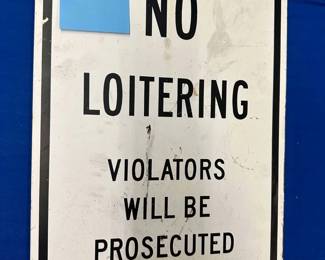 NO
LOITERING
VIOLATORS
WILL BE
PROSECUTED